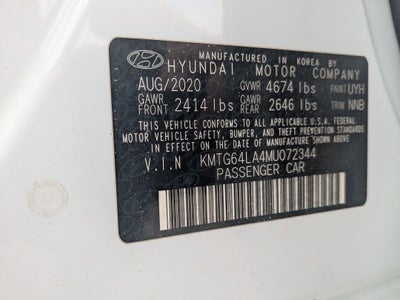 MANUFACTURED IN KOREA BY
HYUNDAI MOTOR COMPANY
AUG/2020 GVWR 4674 lbs PAINT UYH
GAWR FRONT 2414 lbs GAWR REAR 2646 lbs TRIM NNB
THIS VEHICLE CONFORMS TO ALL APPLICABLE FEDERAL
MOTOR VEHICLE SAFETY, BUMPER, AND THEFT PREVENTION
STANDARDS IN EFFECT ON THE DATE OF MANUFACTURE SHOWN
ABOVE.
V.I.N KMTG64LA4MU072344
PASSENGER CAR